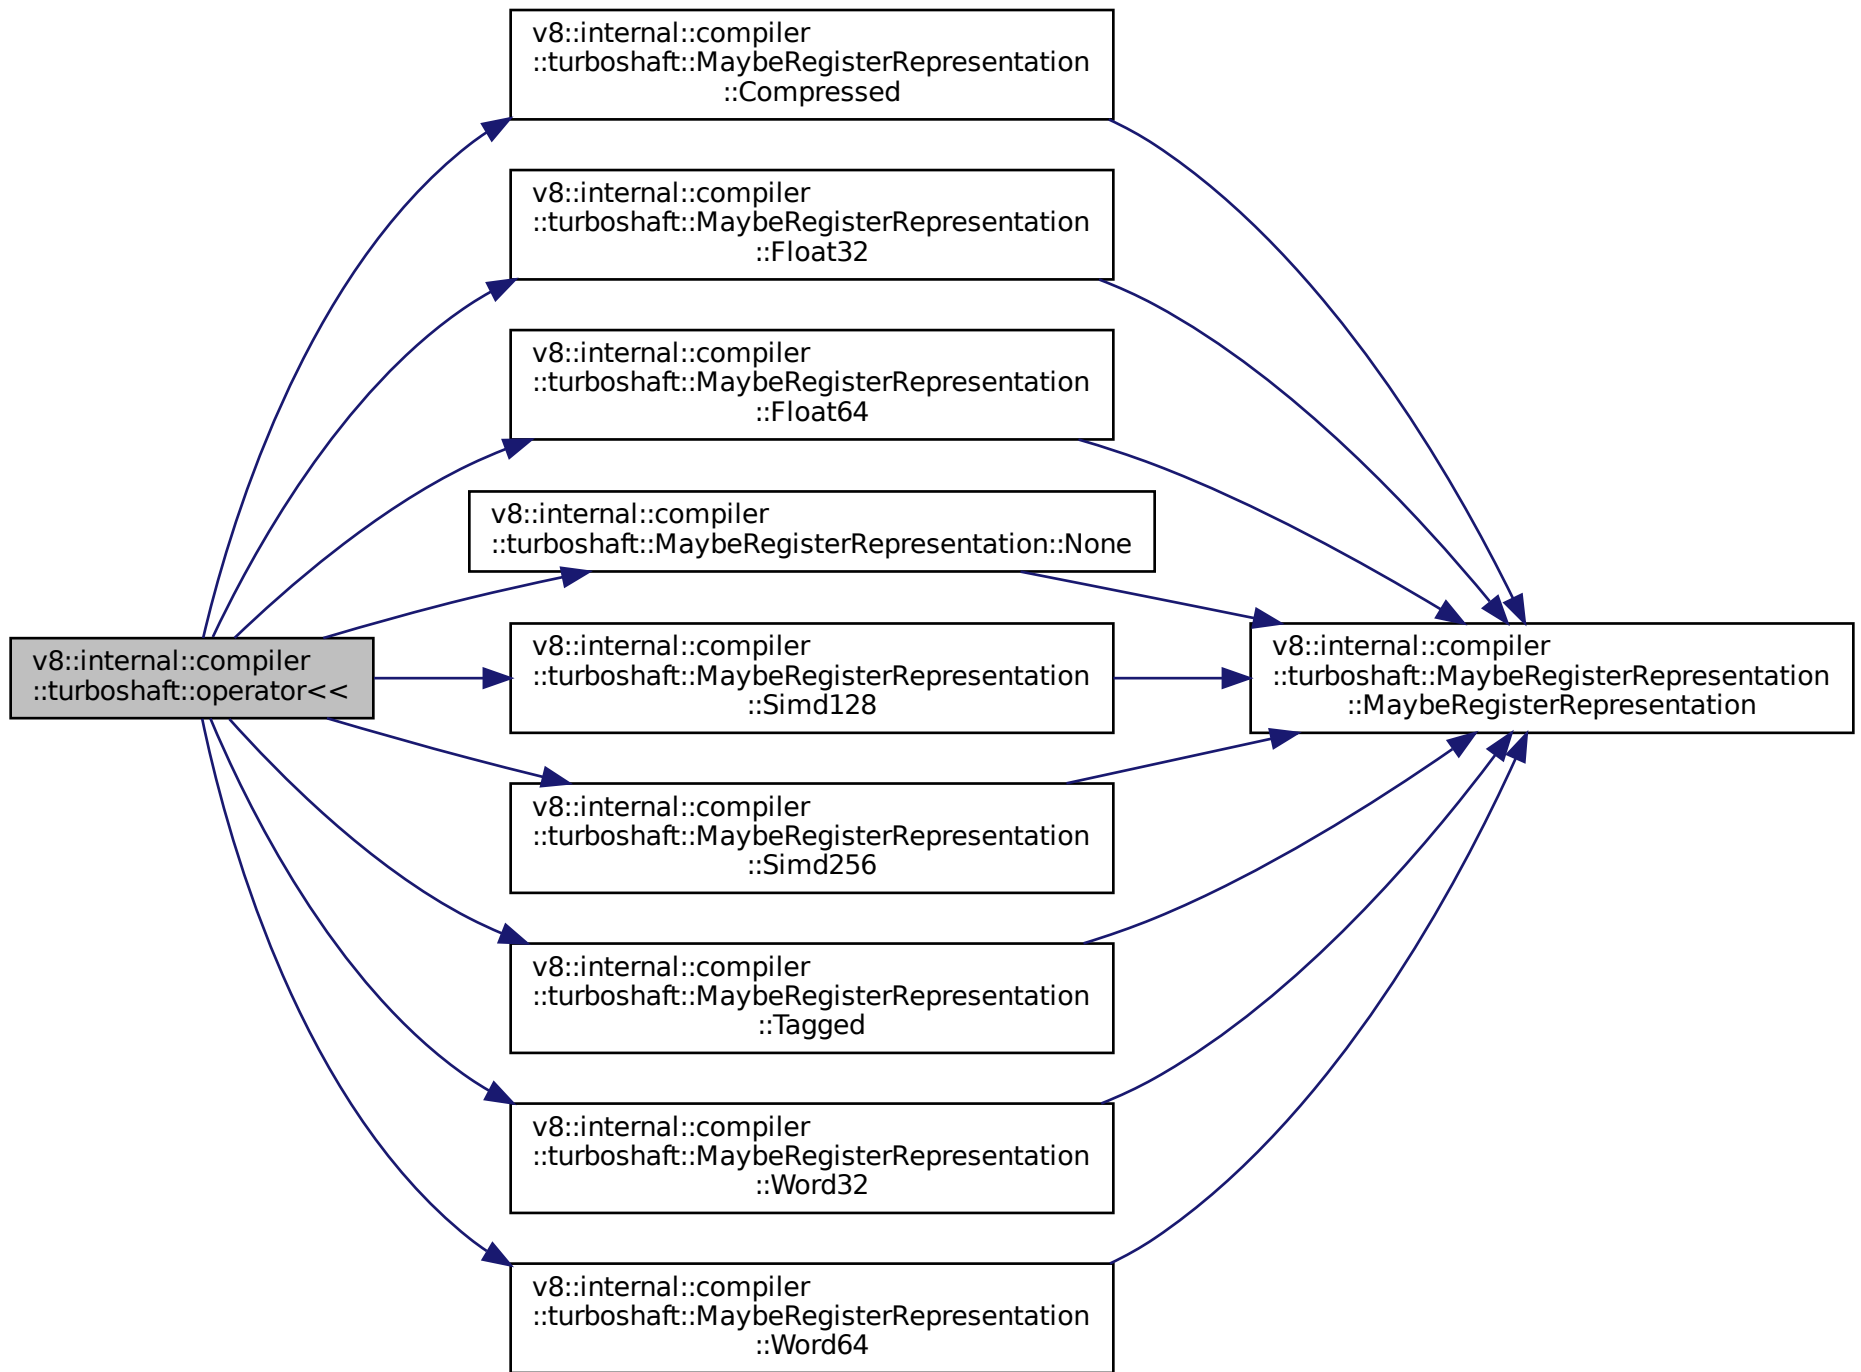 v8::internal::compiler
::turboshaft::MaybeRegisterRepresentation
::Compressed
v8::internal::compiler
::turboshaft::MaybeRegisterRepresentation
::Float32
v8::internal::compiler
::turboshaft::MaybeRegisterRepresentation
::Float64
v8::internal::compiler
::turboshaft::MaybeRegisterRepresentation::None
v8::internal::compiler
::turboshaft::operator<<
v8::internal::compiler
::turboshaft::MaybeRegisterRepresentation
::Simd128
v8::internal::compiler
::turboshaft::MaybeRegisterRepresentation
::MaybeRegisterRepresentation
v8::internal::compiler
::turboshaft::MaybeRegisterRepresentation
::Simd256
v8::internal::compiler
::turboshaft::MaybeRegisterRepresentation
::Tagged
v8::internal::compiler
::turboshaft::MaybeRegisterRepresentation
::Word32
v8::internal::compiler
::turboshaft::MaybeRegisterRepresentation
::Word64